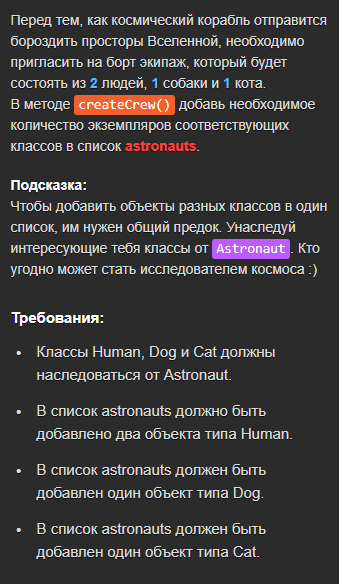 Перед тем, как космический корабль отправится
бороздить просторы Вселенной, необходимо
пригласить на борт экипаж, который будет
состоять из 2 людей, 1 собаки и 1 кота.
В методе createCrew() добавь необходимое
количество экземпляров соответствующих
классов в список astronauts.
Подсказка:
Чтобы добавить объекты разных классов в один
список, им нужен общий предок. Унаследуй
интересующие тебя классы от Astronaut. Кто
угодно может стать исследователем космоса :)
Требования:
• Классы Human, Dog и Cat должны
наследоваться от Astronaut.
• В список astronauts должно быть
добавлено два объекта типа Human.
• В список astronauts должен быть
добавлен один объект типа Dog.
• В список astronauts должен быть
добавлен один объект типа Cat.